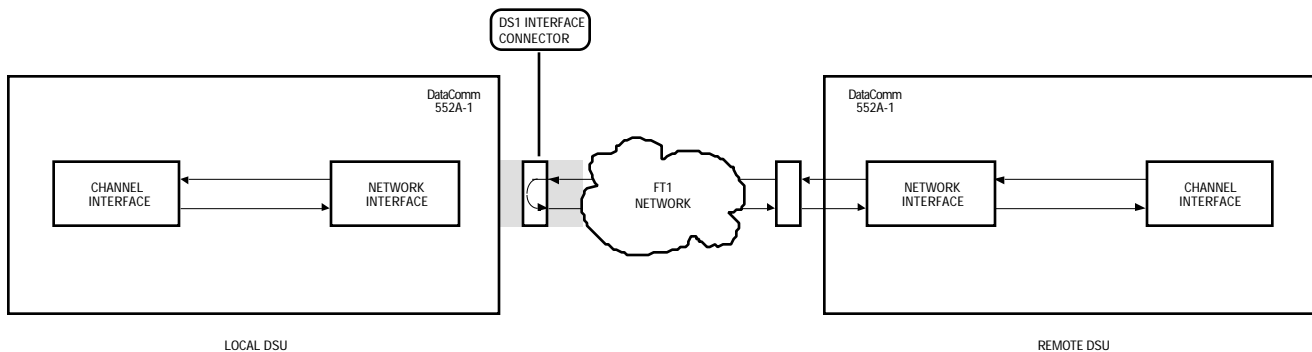 DS1 INTERFACE
CONNECTOR
DataComm
552A-1
DataComm
552A-1
CHANNEL
INTERFACE
NETWORK
INTERFACE
FT1
NETWORK
NETWORK
INTERFACE
CHANNEL
INTERFACE
LOCAL DSU
REMOTE DSU